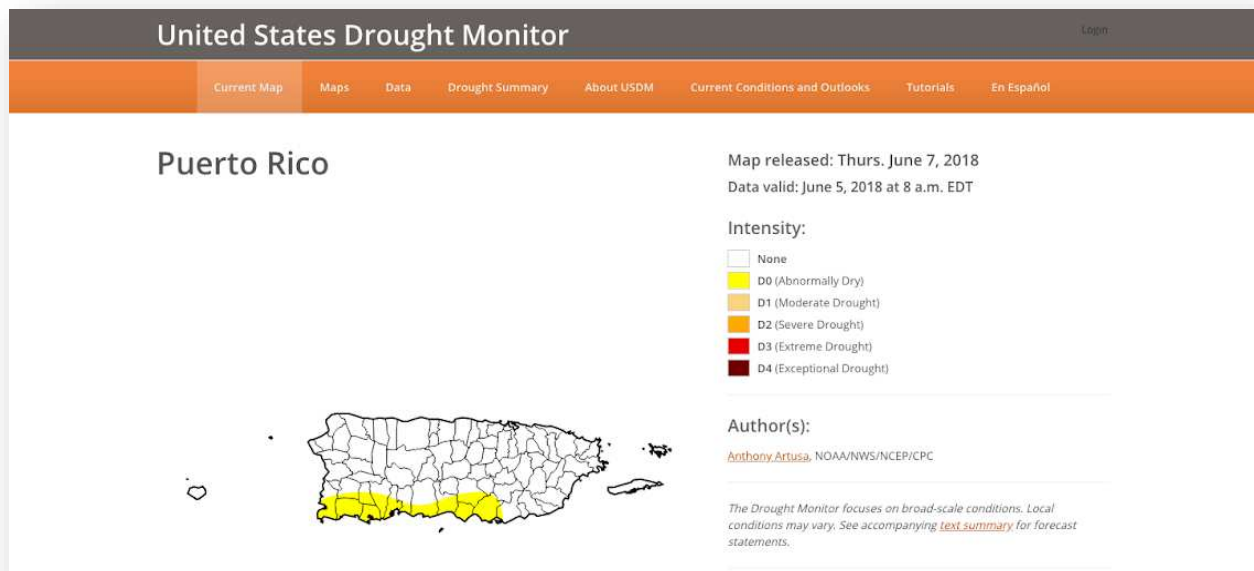 United States Drought Monitor
Login
Current Map Maps Data Drought Summary About USDM Current Conditions and Outlooks Tutorials En Español
Puerto Rico
Map released: Thurs. June 7, 2018
Data valid: June 5, 2018 at 8 a.m. EDT
Intensity:
None
D0 (Abnormally Dry)
D1 (Moderate Drought)
D2 (Severe Drought)
D3 (Extreme Drought)
D4 (Exceptional Drought)
Author(s):
Anthony Artusa, NOAA/NWS/NCEP/CPC
The Drought Monitor focuses on broad-scale conditions. Local
conditions may vary. See accompanying text summary for forecast
statements.